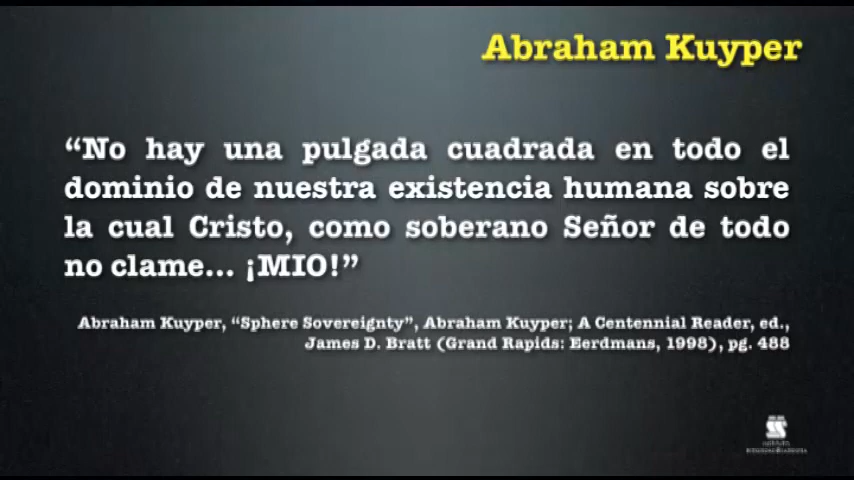 Abraham Kuyper
“No hay una pulgada cuadrada en todo el
dominio de nuestra existencia humana sobre
la cual Cristo, como soberano Señor de todo
no clame... ¡MIO!”
Abraham Kuyper, “Sphere Sovereignty”, Abraham Kuyper; A Centennial Reader, ed.,
James D. Bratt (Grand Rapids: Eerdmans, 1998), pg. 488